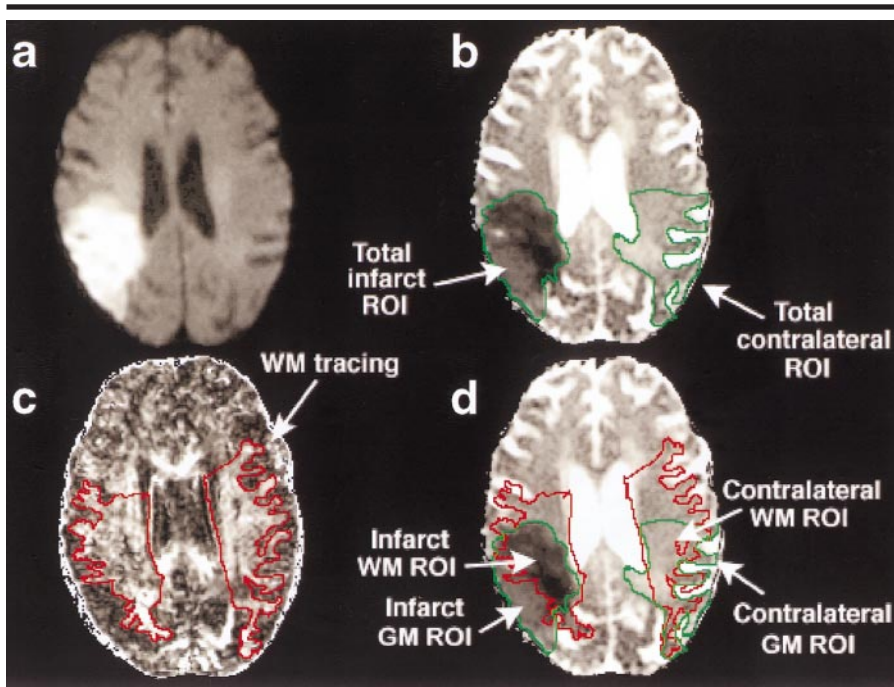 a
b
Total
infarct
ROI
Total
contralateral
ROI
c
WM tracing
d
Contralateral
WM ROI
Infarct
WM ROI
Infarct
GM ROI
Contralateral
GM ROI